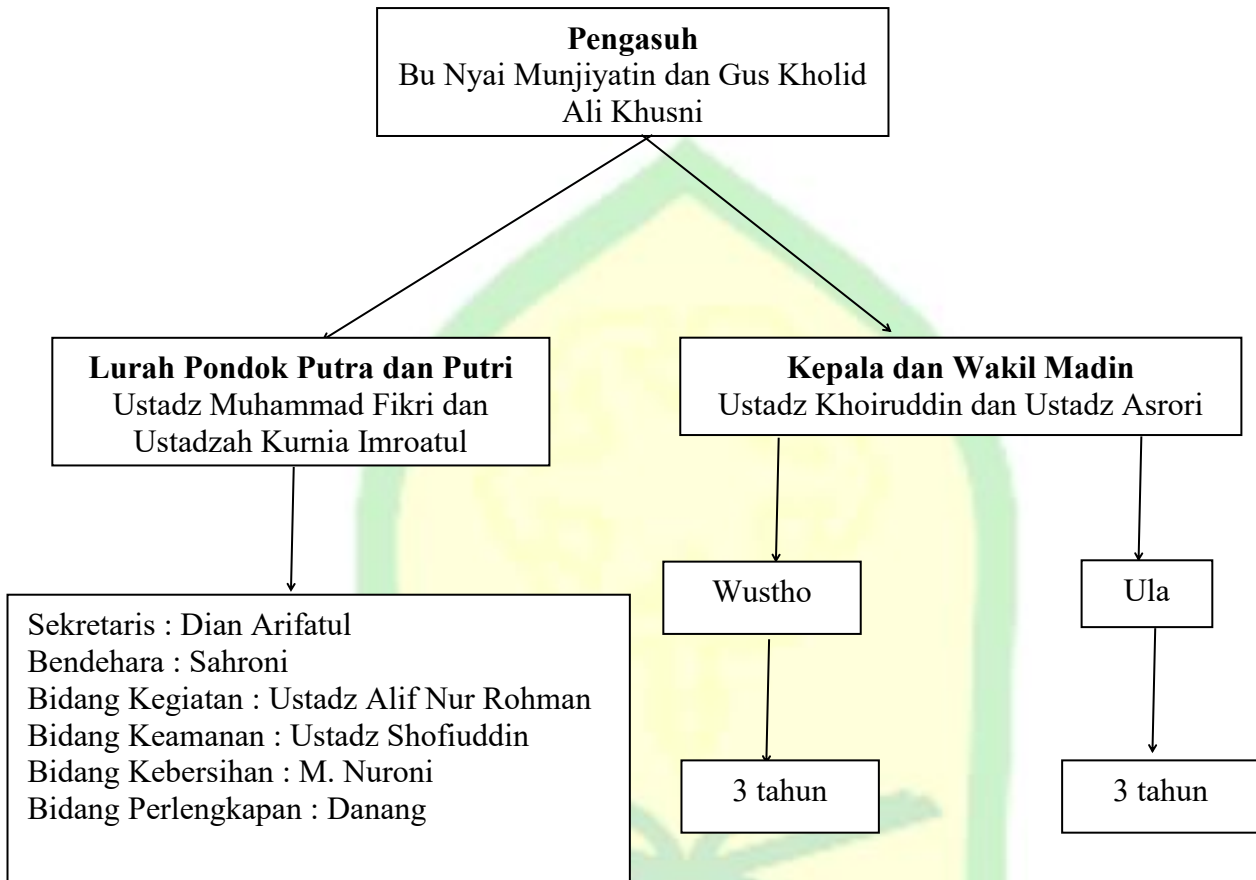 Pengasuh
Bu Nyai Munjiyatin dan Gus Kholid
Ali Khusni
Lurah Pondok Putra dan Putri
Ustadz Muhammad Fikri dan
Ustadzah Kurnia Imroatul
Kepala dan Wakil Madin
Ustadz Khoiruddin dan Ustadz Asrori
Sekretaris : Dian Arifatul
Bendehara : Sahroni
Bidang Kegiatan : Ustadz Alif Nur Rohman
Bidang Keamanan : Ustadz Shofiuddin
Bidang Kebersihan : M. Nuroni
Bidang Perlengkapan : Danang
Wustho
Ula
3 tahun
3 tahun